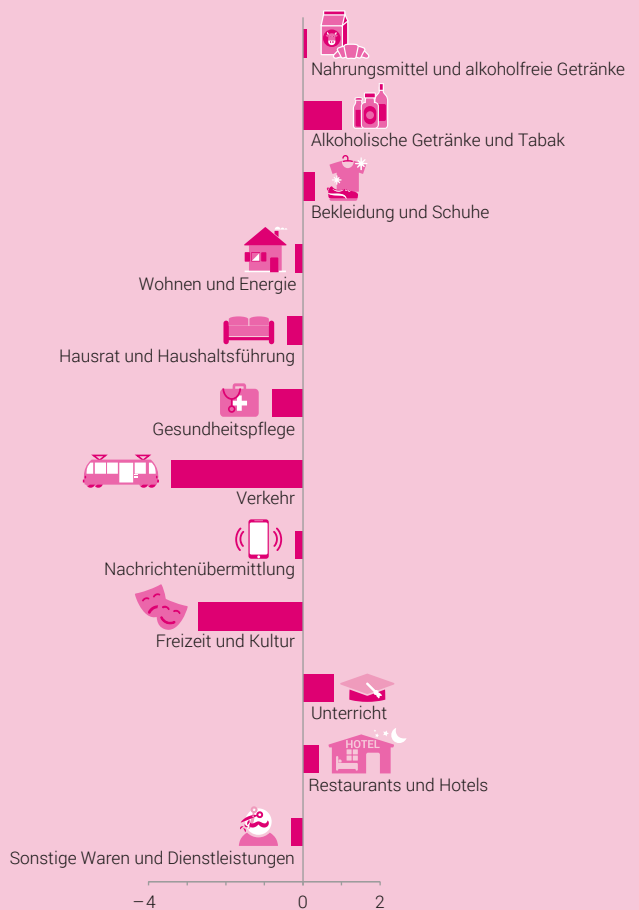 Nahrungsmittel und alkoholfreie Getränke
Alkoholische Getränke und Tabak
Bekleidung und Schuhe
Wohnen und Energie
Hausrat und Haushaltsführung
Gesundheitspflege
Verkehr
Nachrichtenübermittlung
Freizeit und Kultur
Unterricht
HOTEL
Restaurants und Hotels
Sonstige Waren und Dienstleistungen
−4 0 2